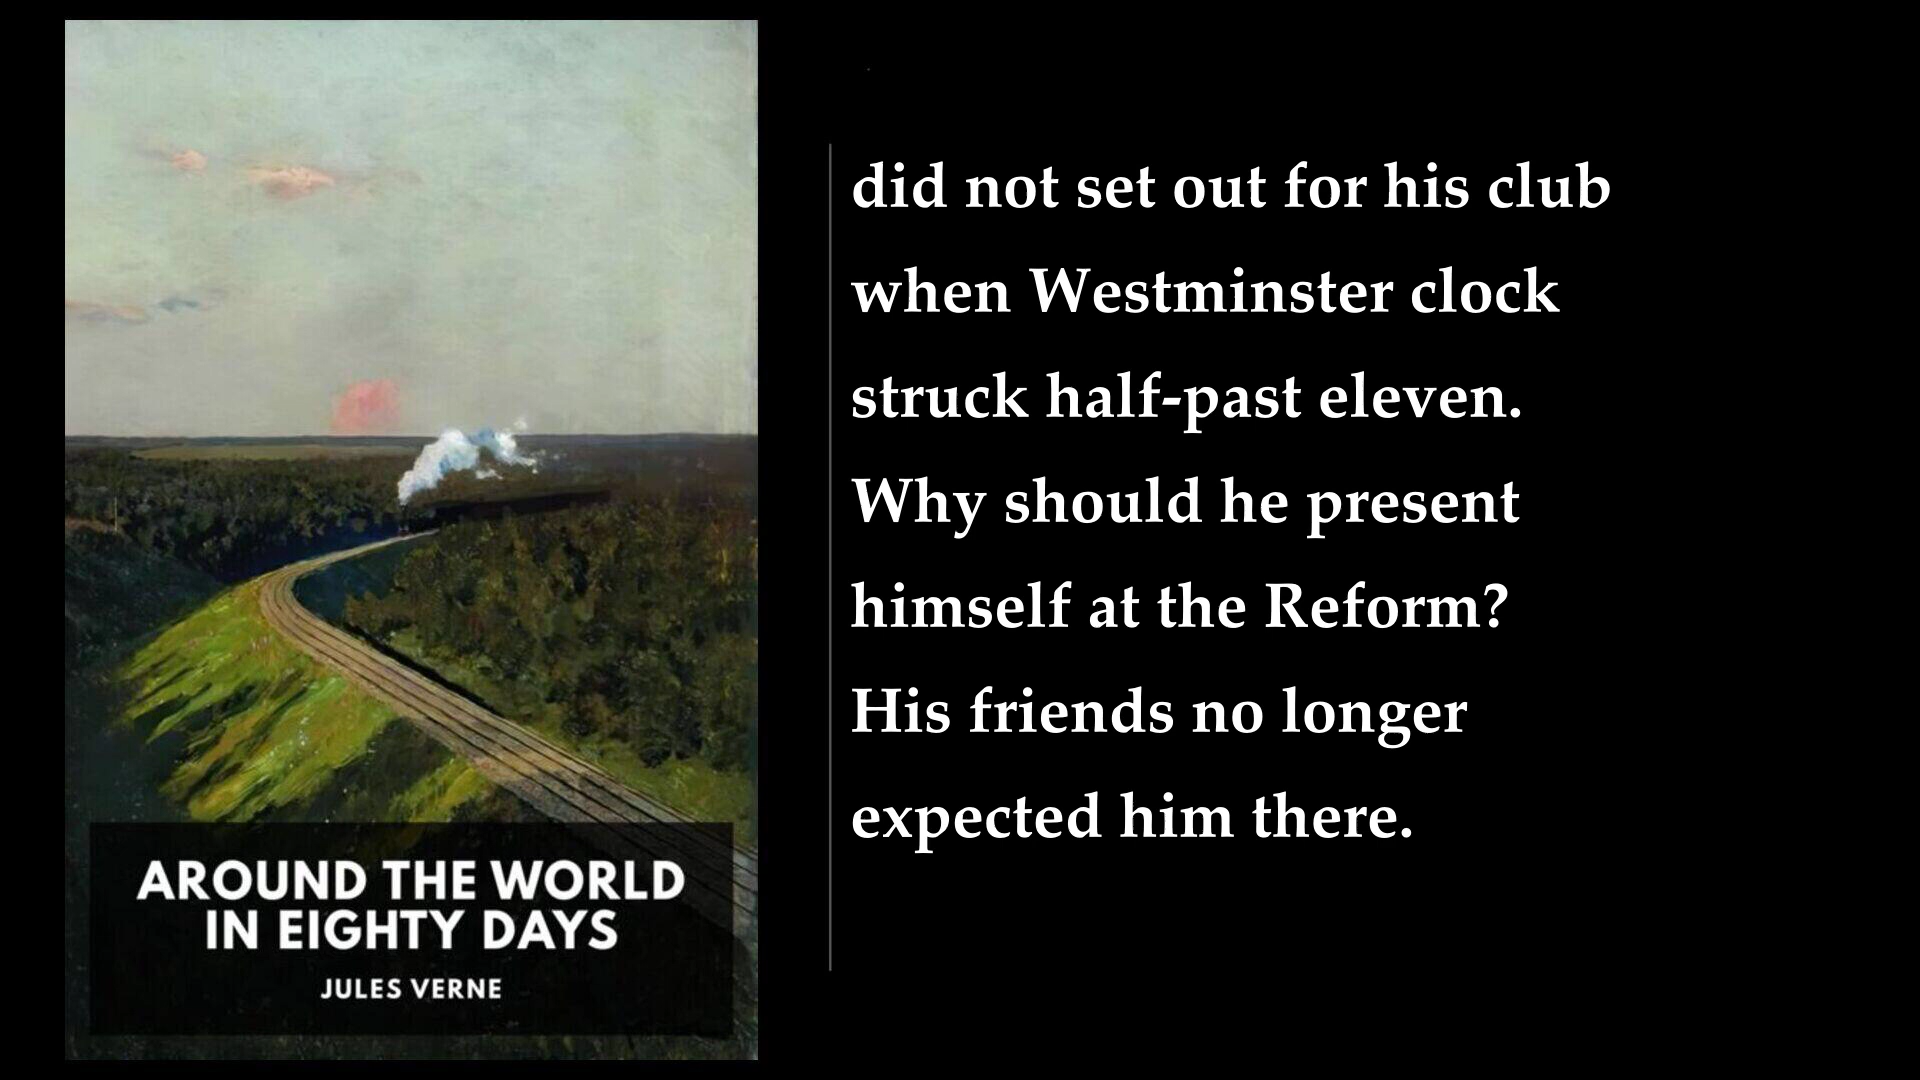 did not set out for his club
when Westminster clock
struck half-past eleven.
Why should he present
himself at the Reform?
His friends no longer
expected him there.
AROUND THE WORLD
IN EIGHTY DAYS
JULES VERNE